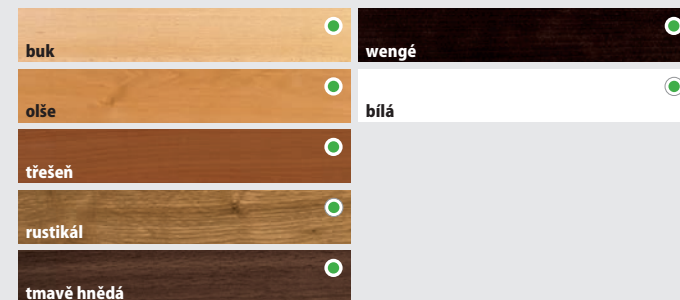 buk
olše
třešeň
rustikál
tmavě hnědá
wengé
bílá